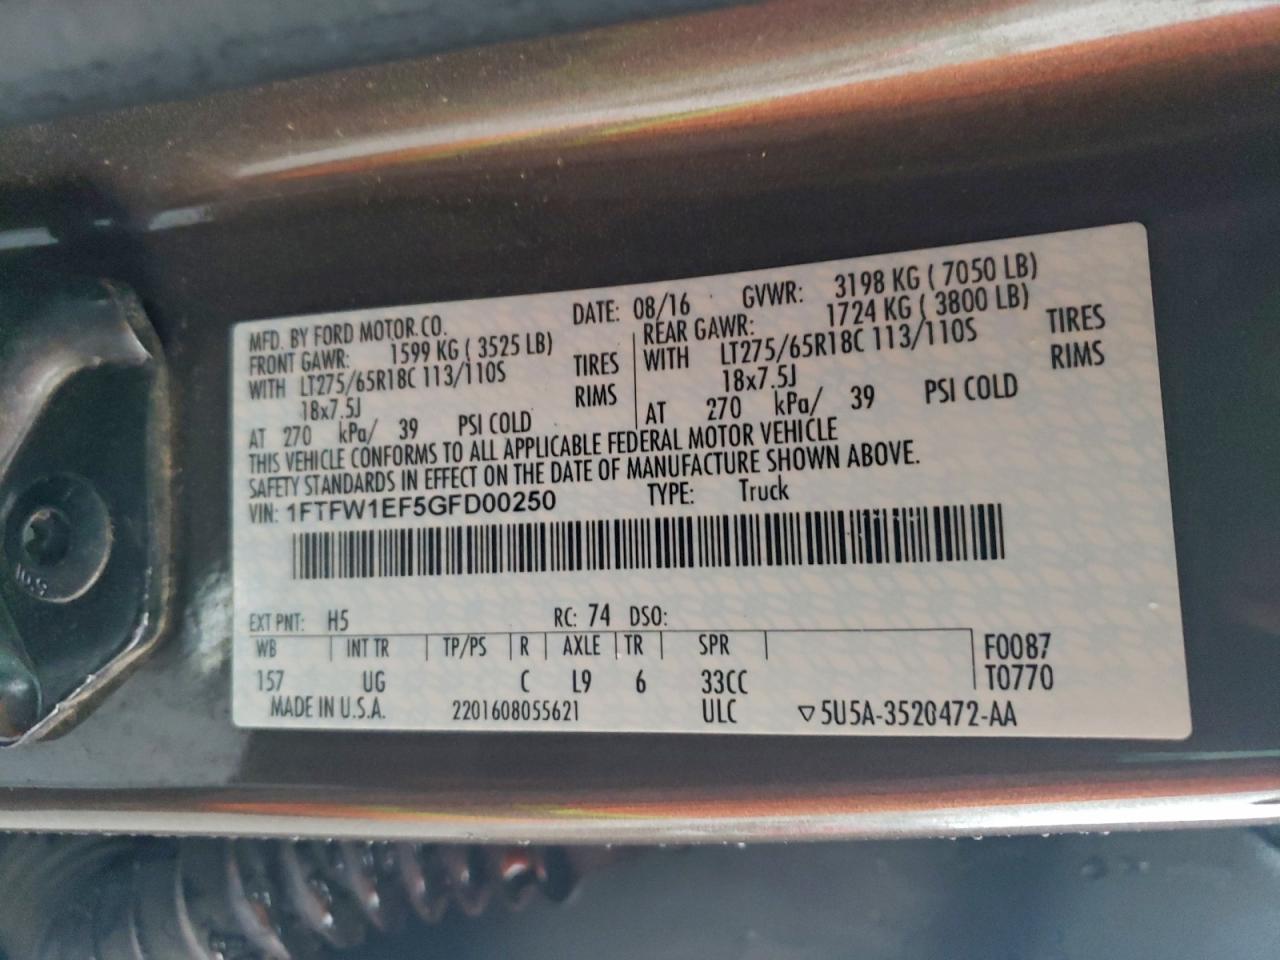 MFD. BY FORD MOTOR CO.
DATE: 08/16 GVWR: 3198 KG ( 7050 LB)
FRONT GAWR: 1599 KG ( 3525 LB)
WITH LT275/65R18C 113/110S TIRES
18x7.5J RIMS
AT 270 kPa/ 39 PSI COLD
REAR GAWR: 1724 KG ( 3800 LB)
WITH LT275/65R18C 113/110S TIRES
18x7.5J RIMS
AT 270 kPa/ 39 PSI COLD
THIS VEHICLE CONFORMS TO ALL APPLICABLE FEDERAL MOTOR VEHICLE
SAFETY STANDARDS IN EFFECT ON THE DATE OF MANUFACTURE SHOWN ABOVE.
VIN: 1FTFW1EF5GFD00250 TYPE: Truck
EXT PNT: H5 RC: 74 DSO:
WB INT TR TP/PS R AXLE TR SPR F0087
157 UG C L9 6 33CC T0770
MADE IN U.S.A. 2201608055621 ULC ▽5U5A-3520472-AA